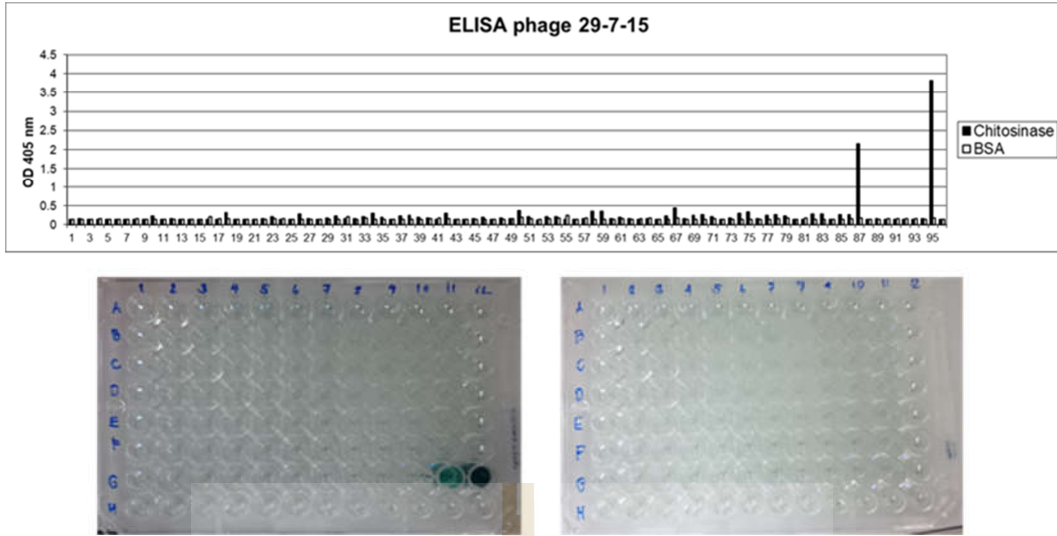 ELISA phage 29-7-15
4.5
4
3.5
3
2.5
2
1.5
1
0.5
0
OD 405 nm
1 3 5 7 9 11 13 15 17 19 21 23 25 27 29 31 33 35 37 39 41 43 45 47 49 51 53 55 57 59 61 63 65 67 69 71 73 75 77 79 81 83 85 87 89 91 93 95
Chitosinase
BSA
1 2 3 4 5 6 7 8 9 10 11 12
A
B
C
D
E
F
G
H
1 2 3 4 5 6 7 8 9 10 11 12
A
B
C
D
E
F
G
H